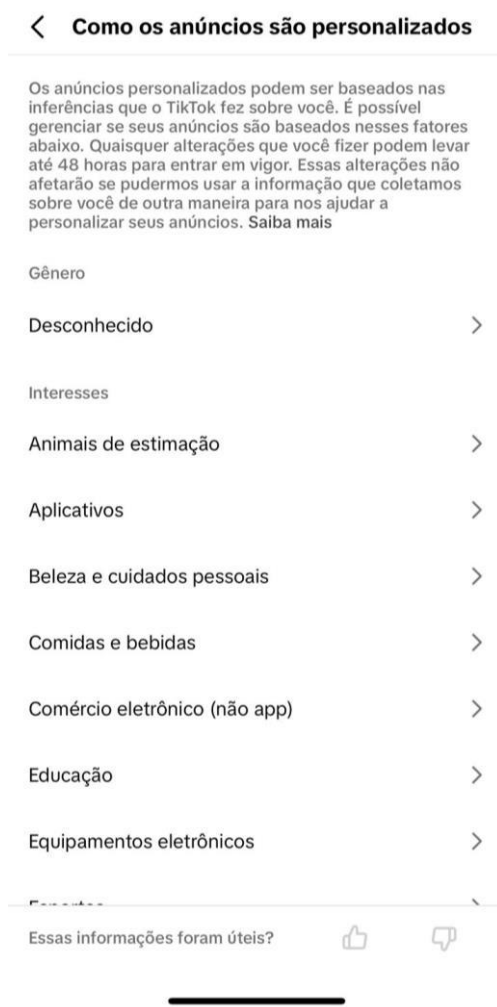 Como os anúncios são personalizados
Os anúncios personalizados podem ser baseados nas
inferências que o TikTok fez sobre você. É possível
gerenciar se seus anúncios são baseados nesses fatores
abaixo. Quaisquer alterações que você fizer podem levar
até 48 horas para entrar em vigor. Essas alterações não
afetarão se pudermos usar a informação que coletamos
sobre você de outra maneira para nos ajudar a
personalizar seus anúncios. Saiba mais
Gênero
Desconhecido
Interesses
Animais de estimação
Aplicativos
Beleza e cuidados pessoais
Comidas e bebidas
Comércio eletrônico (não app)
Educação
Equipamentos eletrônicos
Essas informações foram úteis?